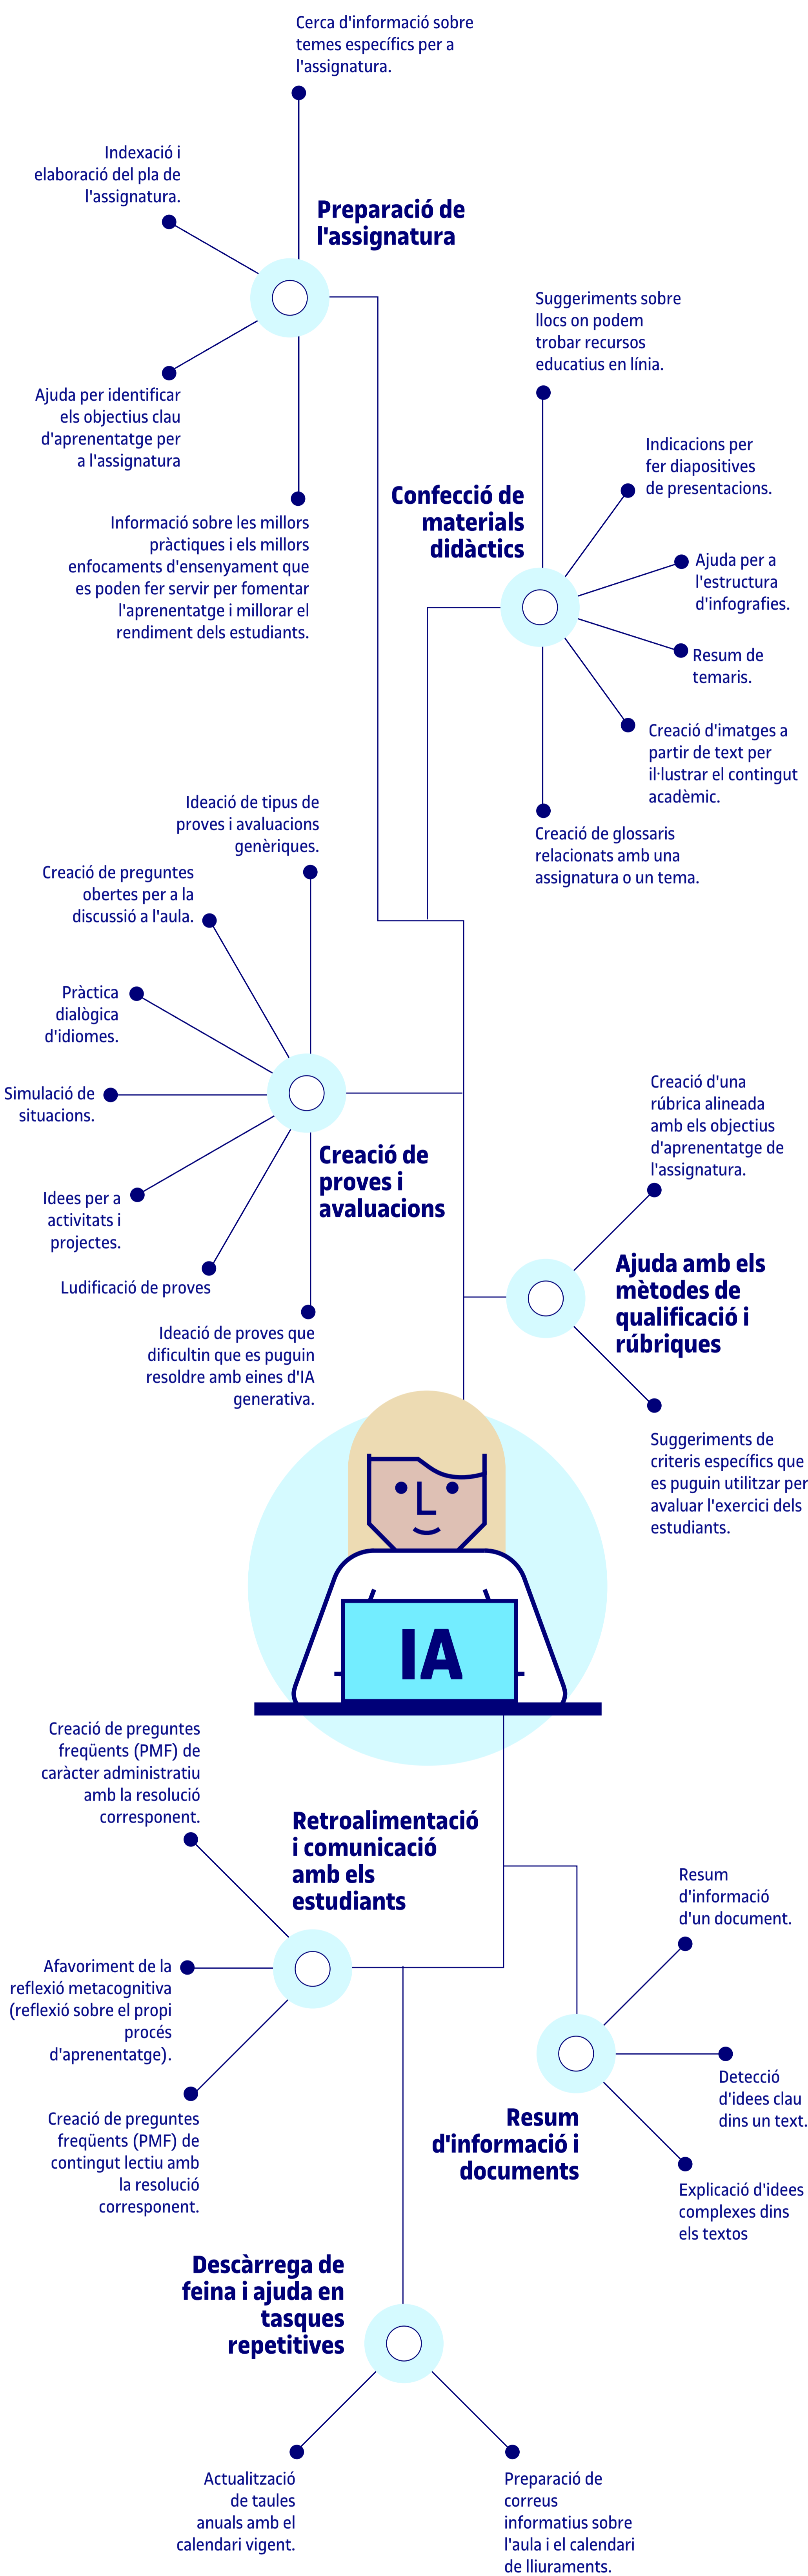 Cerca d'informació sobre
temes específics per a
l'assignatura.
Indexació i
elaboració del pla de
l'assignatura.
Preparació de
l'assignatura
Ajuda per identificar
els objectius clau
d'aprenentatge per
a l'assignatura
Informació sobre les millors
pràctiques i els millors
enfocaments d'ensenyament que
es poden fer servir per fomentar
l'aprenentatge i millorar el
rendiment dels estudiants.
Suggeriments sobre
llocs on podem
trobar recursos
educatius en línia.
Indicacions per
fer diapositives
de presentacions.
Confecció de
materials
didàctics
Ajuda per a
l'estructura
d'infografies.
Resum de
temaris.
Creació d'imatges a
partir de text per
il·lustrar el contingut
acadèmic.
Creació de glossaris
relacionats amb una
assignatura o un tema.
Ideació de tipus de
proves i avaluacions
genèriques.
Creació de preguntes
obertes per a la
discussió a l'aula.
Pràctica
dialògica
d'idiomes.
Simulació de
situacions.
Idees per a
activitats i
projectes.
Ludificació de proves
Creació de
proves i
avaluacions
Ideació de proves que
dificultin que es puguin
resoldre amb eines d'IA
generativa.
Creació d'una
rúbrica alineada
amb els objectius
d'aprenentatge de
l'assignatura.
Ajuda amb els
mètodes de
qualificació i
rúbriques
Suggeriments de
criteris específics que
es puguin utilitzar per
avaluar l'exercici dels
estudiants.
IA
Creació de preguntes
freqüents (PMF) de
caràcter administratiu
amb la resolució
corresponent.
Retroalimentació
i comunicació
amb els
estudiants
Afavoriment de la
reflexió metacognitiva
(reflexió sobre el propi
procés
d'aprenentatge).
Creació de preguntes
freqüents (PMF) de
contingut lectiu amb
la resolució
corresponent.
Resum
d'informació
d'un document.
Detecció
d'idees clau
dins un text.
Resum
d'informació i
documents
Explicació d'idees
complexes dins
els textos
Descàrrega de
feina i ajuda en
tasques
repetitives
Actualització
de taules
anuals amb el
calendari vigent.
Preparació de
correus
informatius sobre
l'aula i el calendari
de lliuraments.